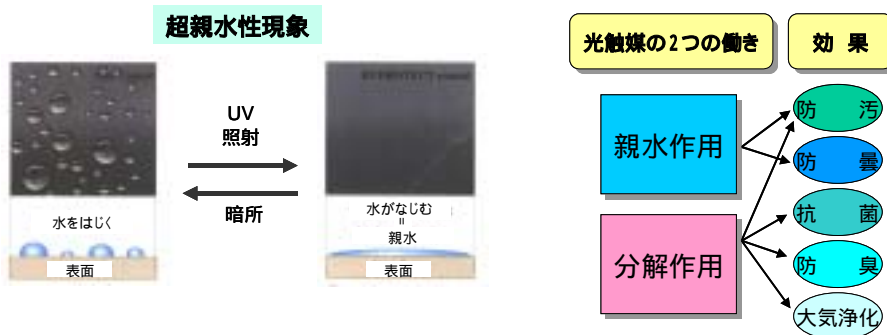 超親水性現象
UV
照射
暗所
水をはじく
表面
水がなじむ
=
親水
表面
光触媒の2つの働き
効 果
親水作用
分解作用
防 汚
防 曇
抗 菌
防 臭
大気浄化